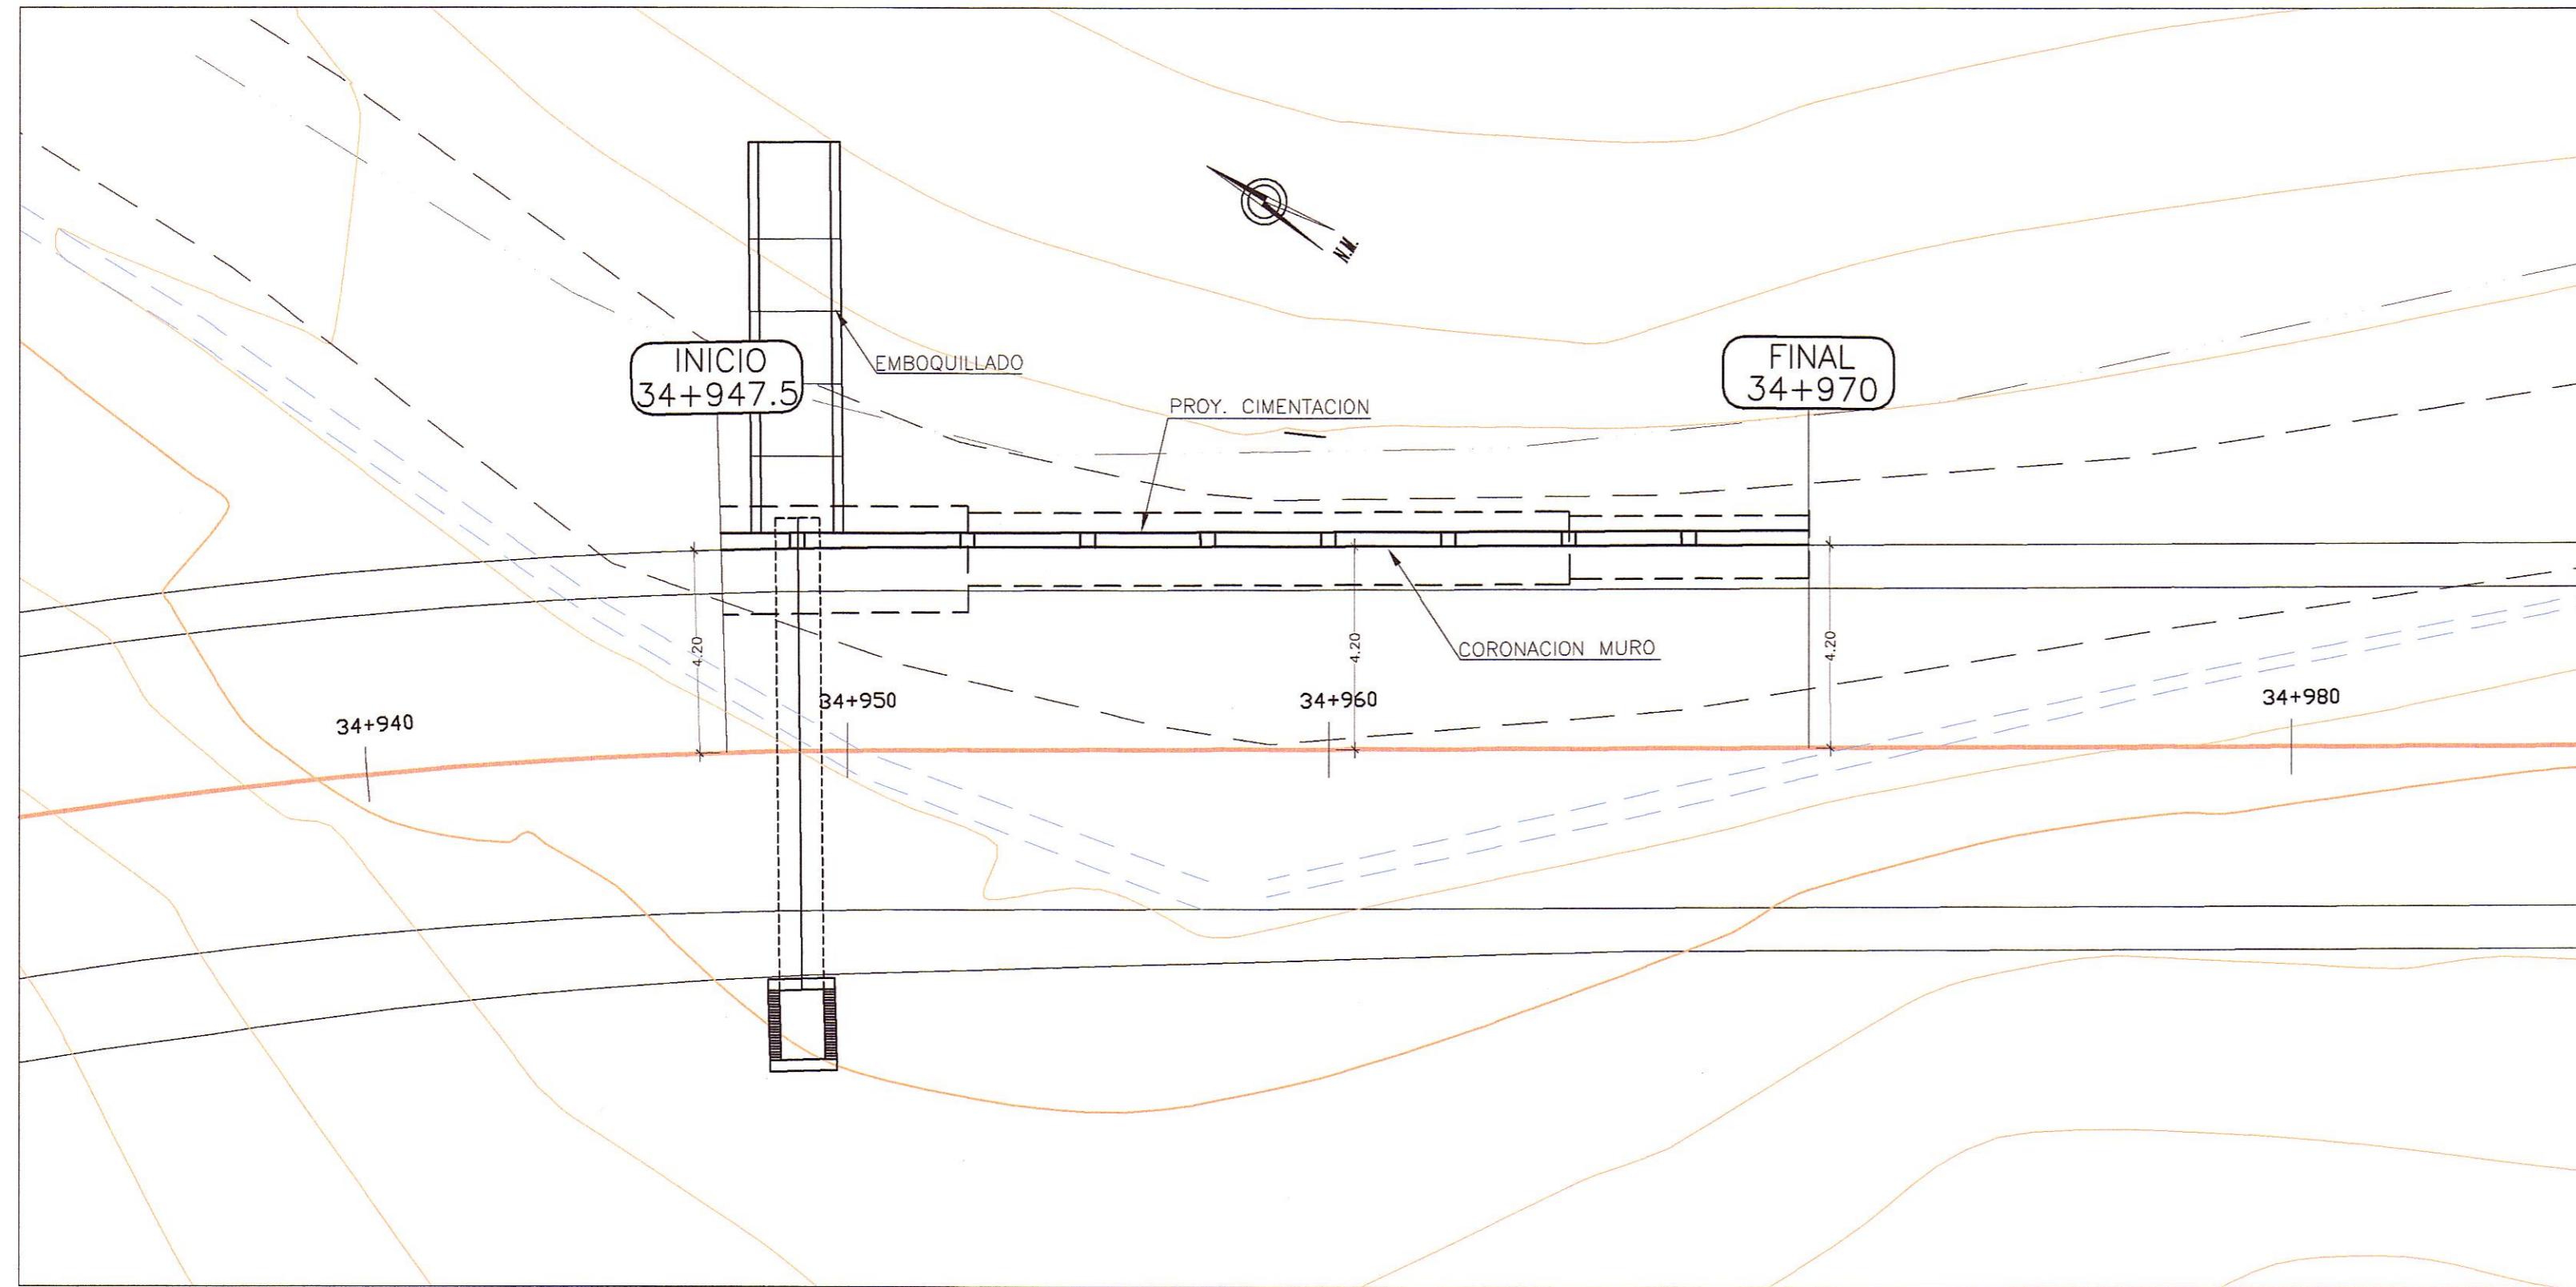 N.M.
INICIO
34+947.5
EMBOQUILLADO
FINAL
34+970
PROY. CIMENTACION
CORONACION MURO
4.20
4.20
4.20
34+940
34+950
34+960
34+980